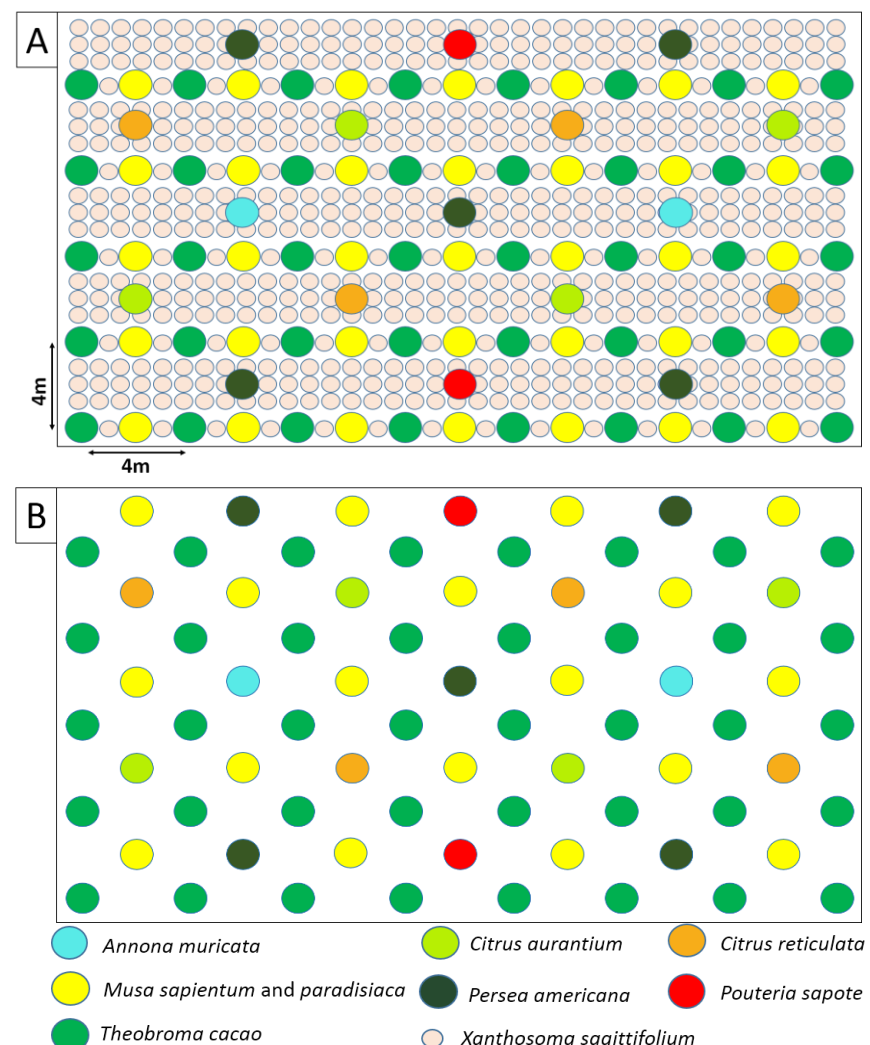 A
4m
4m
B
Annona muricata
Citrus aurantium
Citrus reticulata
Musa sapientum and paradisiaca
Persea americana
Pouteria sapote
Theobroma cacao
Xanthosoma sagittifolium